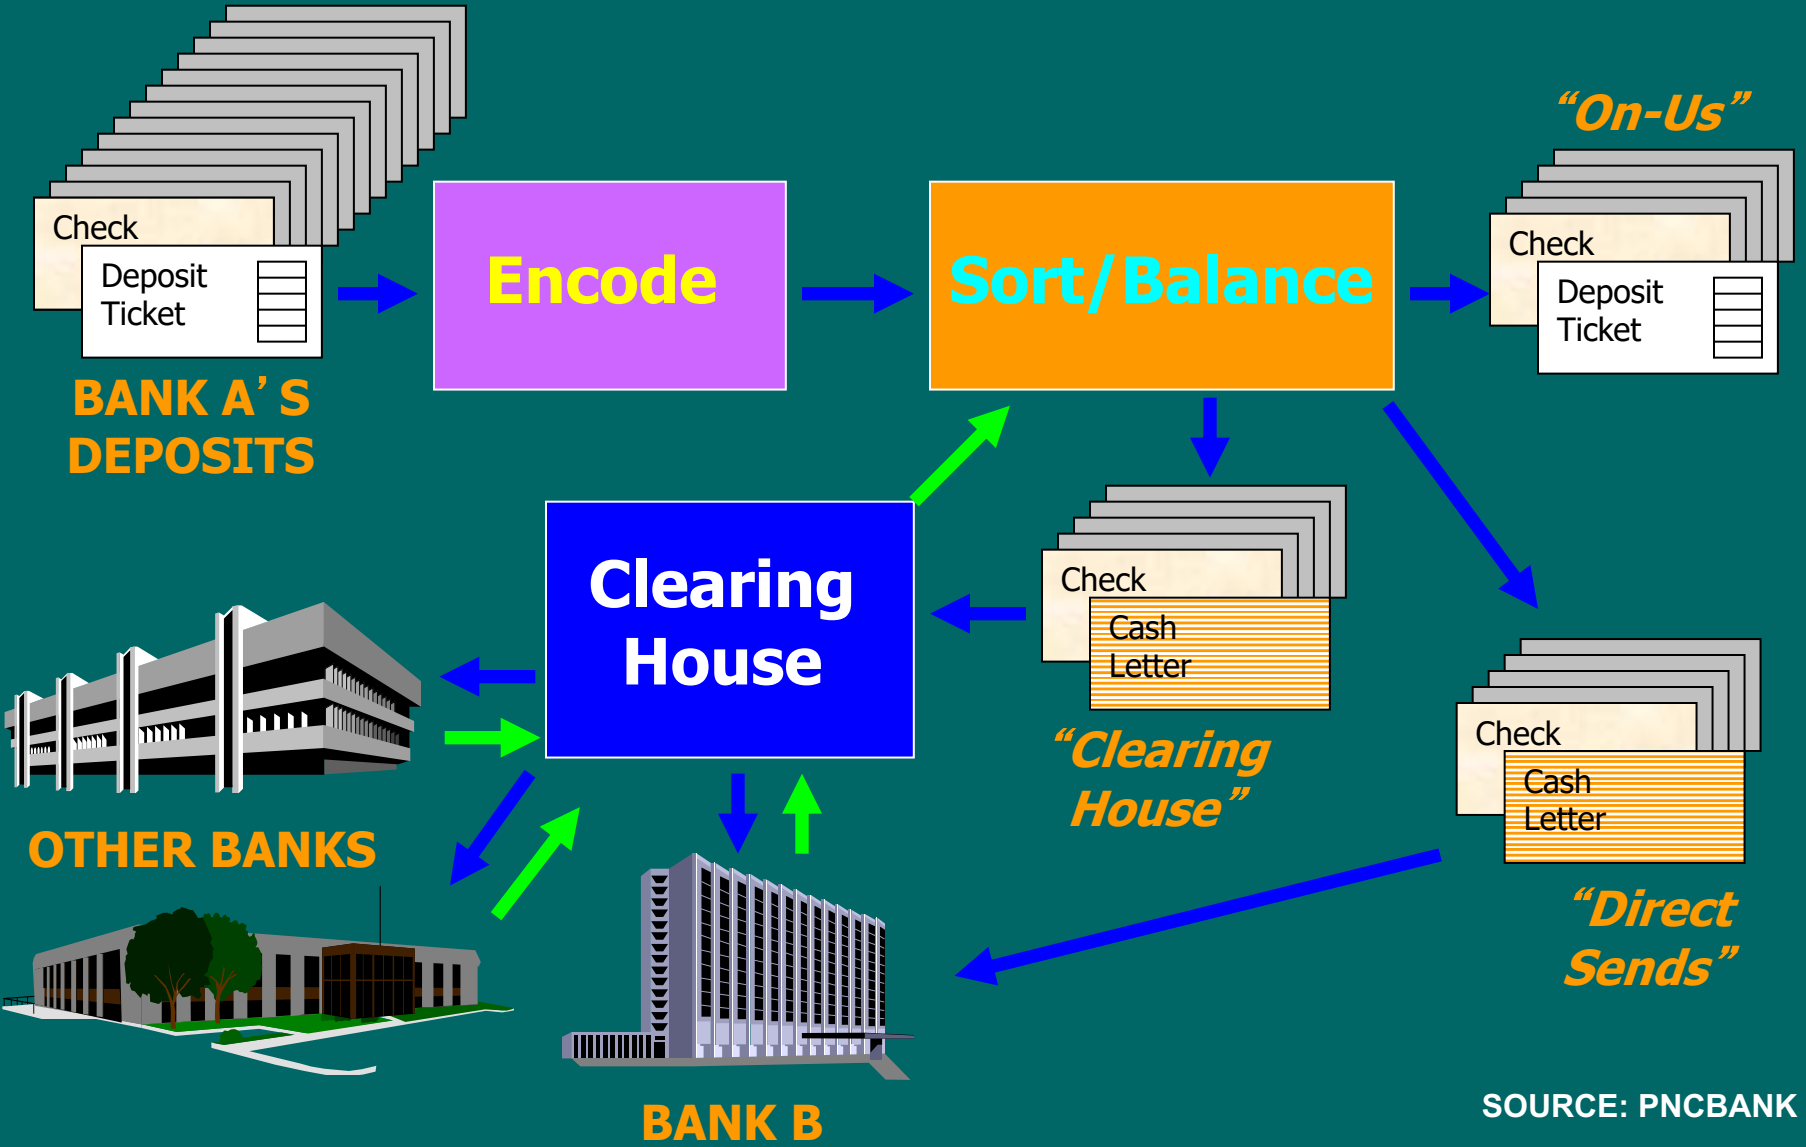 Check
Deposit
Ticket
BANK A’S
DEPOSITS
Encode
Sort/Balance
“On-Us”
Check
Deposit
Ticket
Clearing
House
Check
Cash
Letter
“Clearing
House”
Check
Cash
Letter
“Direct
Sends”
OTHER BANKS
BANK B
SOURCE: PNCBANK